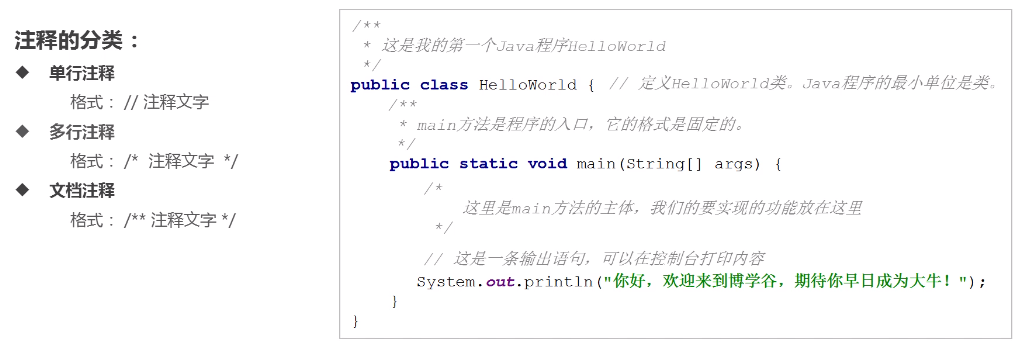 注释的分类：
◆ 单行注释
格式： // 注释文字
◆ 多行注释
格式： /* 注释文字 */
◆ 文档注释
格式： /** 注释文字 */
/**
 * 这是我的第一个Java程序HelloWorld
 */
public class HelloWorld { // 定义HelloWorld类。Java程序的最小单位是类。
    /**
     * main方法是程序的入口，它的格式是固定的。
     */
    public static void main(String[] args) {
        /*
            这里是main方法的主体，我们的要实现的功能放在这里
         */
        // 这是一条输出语句，可以在控制台打印内容
        System.out.println("你好，欢迎来到博学谷，期待你早日成为大牛！");
    }
}